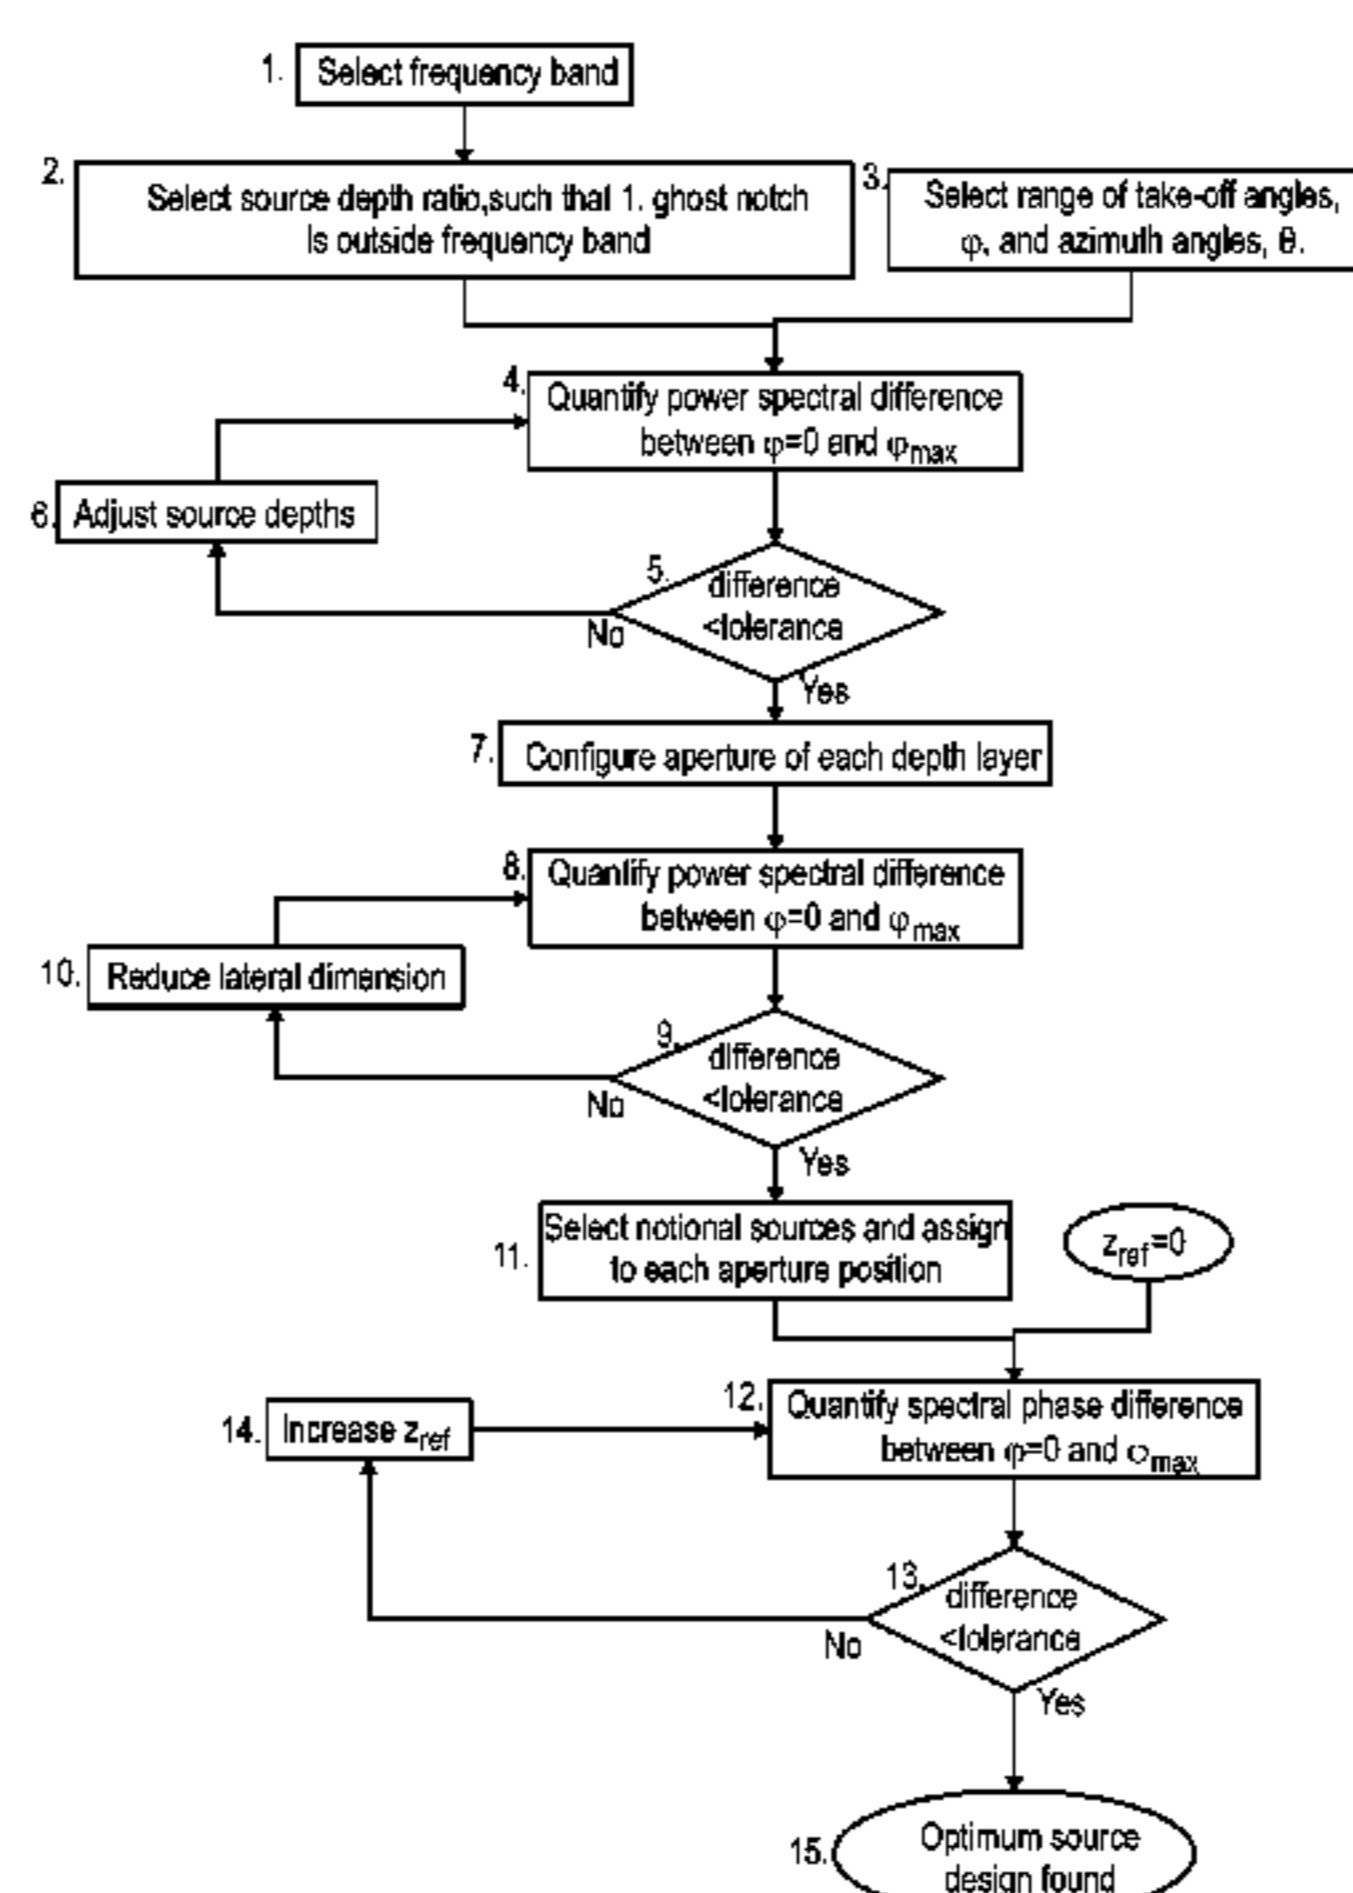 1. Select frequency band
2. Select source depth ratio,such that 1. ghost notch
Is outside frequency band
3. Select range of take-off angles,
φ, and azimuth angles, θ.
4. Quantify power spectral difference
between φ=0 and φmax
5. difference
<tolerance
No
Yes
6. Adjust source depths
7. Configure aperture of each depth layer
8. Quantify power spectral difference
between φ=0 and φmax
9. difference
<tolerance
No
Yes
10. Reduce lateral dimension
11. Select notional sources and assign
to each aperture position
zref=0
12. Quantify spectral phase difference
between φ=0 and φmax
13. difference
<tolerance
No
Yes
14. Increase zref
15. Optimum source
design found